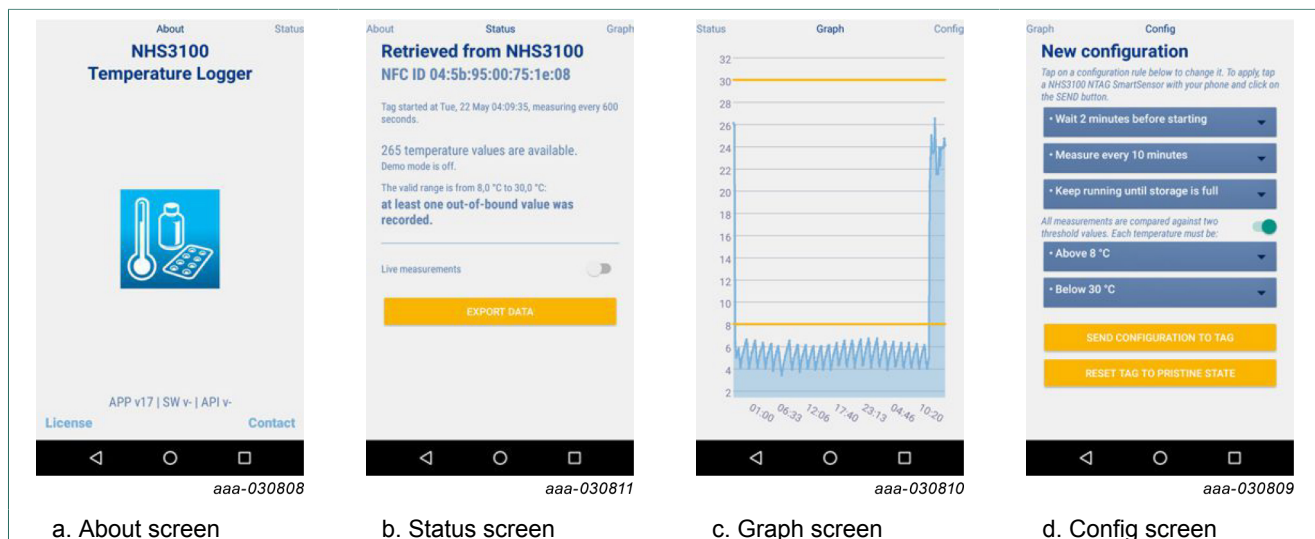 About Status
NHS3100
Temperature Logger
APP v17 | SW v- | API v-
License Contact
aaa-030808
a. About screen
About Status Graph
Retrieved from NHS3100
NFC ID 04:5b:95:00:75:1e:08
Tag started at Tue, 22 May 04:09:35, measuring every 600
seconds.
265 temperature values are available.
Demo mode is off.
The valid range is from 8,0 °C to 30,0 °C:
at least one out-of-bound value was
recorded.
Live measurements
EXPORT DATA
aaa-030811
b. Status screen
Status Graph Config
32
30
28
26
24
22
20
18
16
14
12
10
8
6
4
2
01:00 06:33 12:06 17:40 23:13 04:46 10:20
aaa-030810
c. Graph screen
Graph Config
New configuration
Tap on a configuration rule below to change it. To apply, tap
a NHS3100 NTAG SmartSensor with your phone and click on
the SEND button.
• Wait 2 minutes before starting
• Measure every 10 minutes
• Keep running until storage is full
All measurements are compared against two
threshold values. Each temperature must be:
• Above 8 °C
• Below 30 °C
SEND CONFIGURATION TO TAG
RESET TAG TO PRISTINE STATE
aaa-030809
d. Config screen